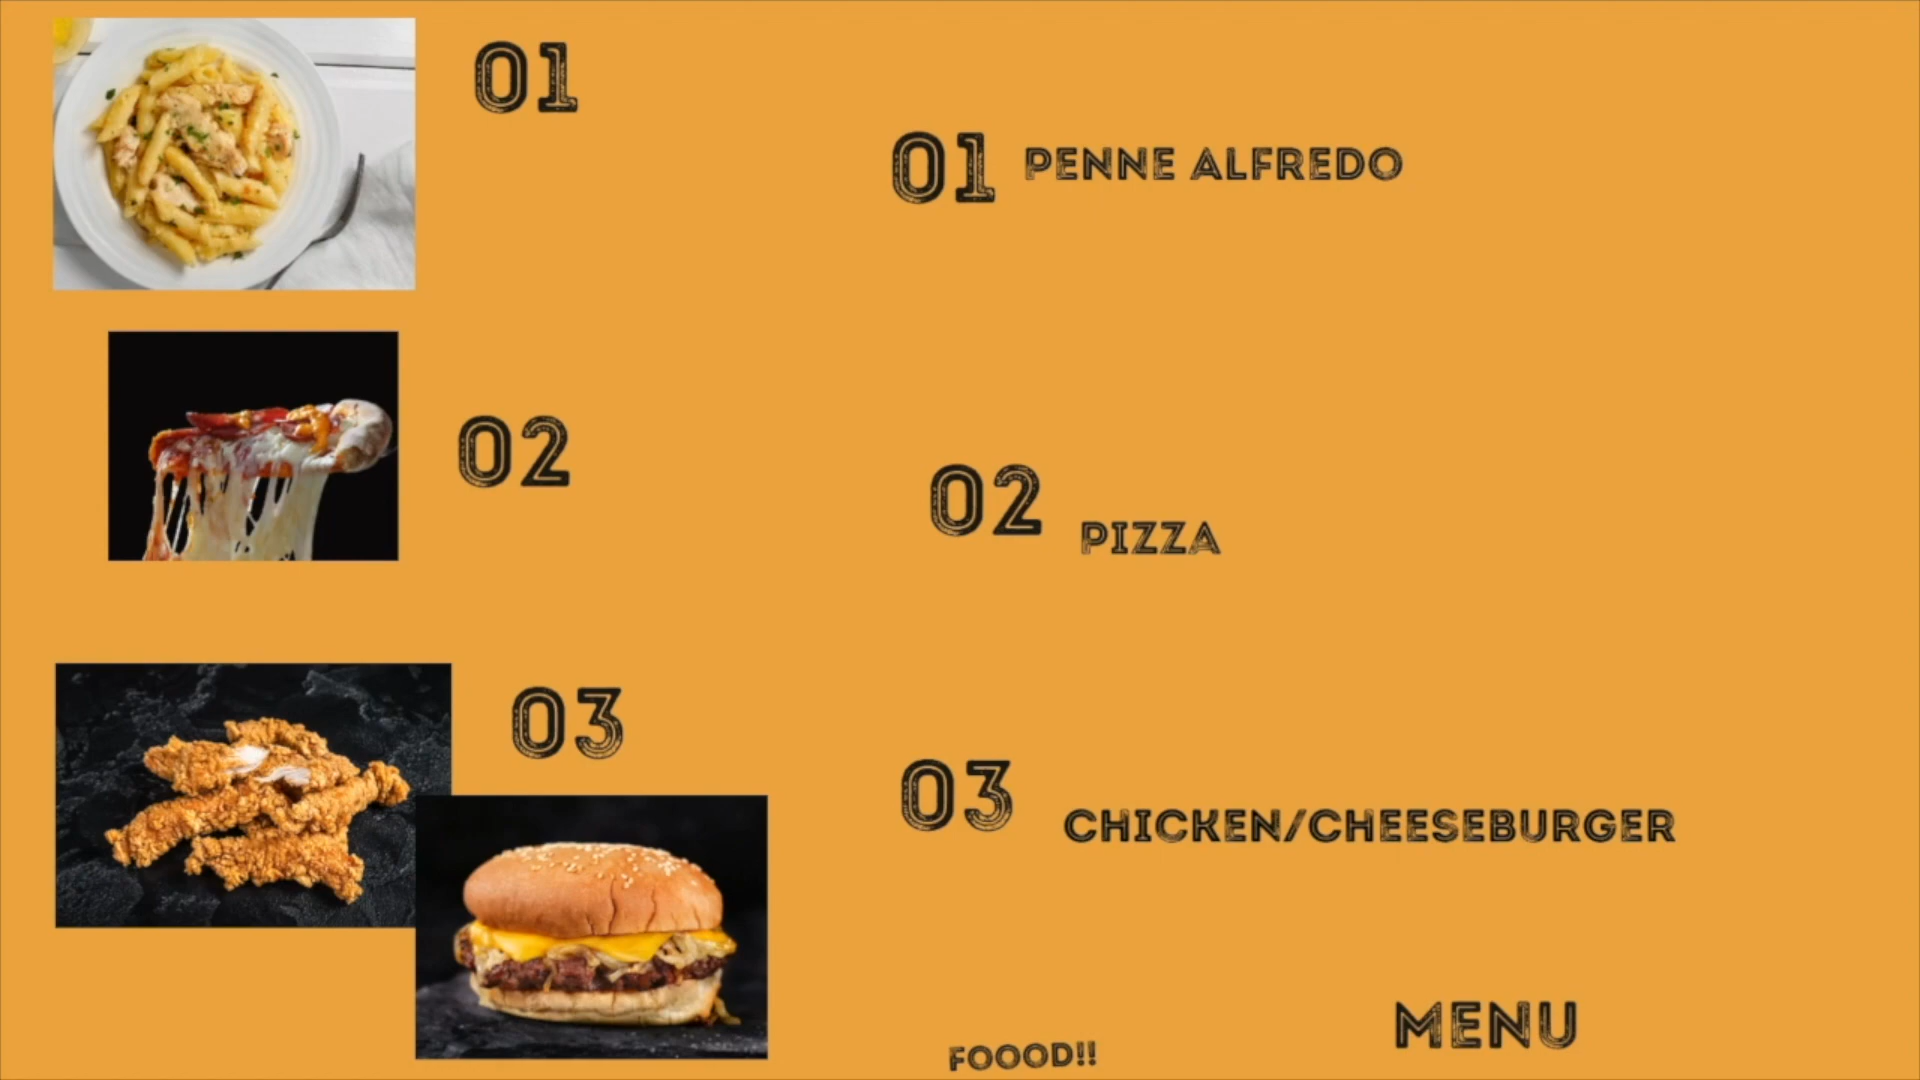 01
01 PENNE ALFREDO
02
02 PIZZA
03
03 CHICKEN/CHEESEBURGER
MENU
FOOOD!!